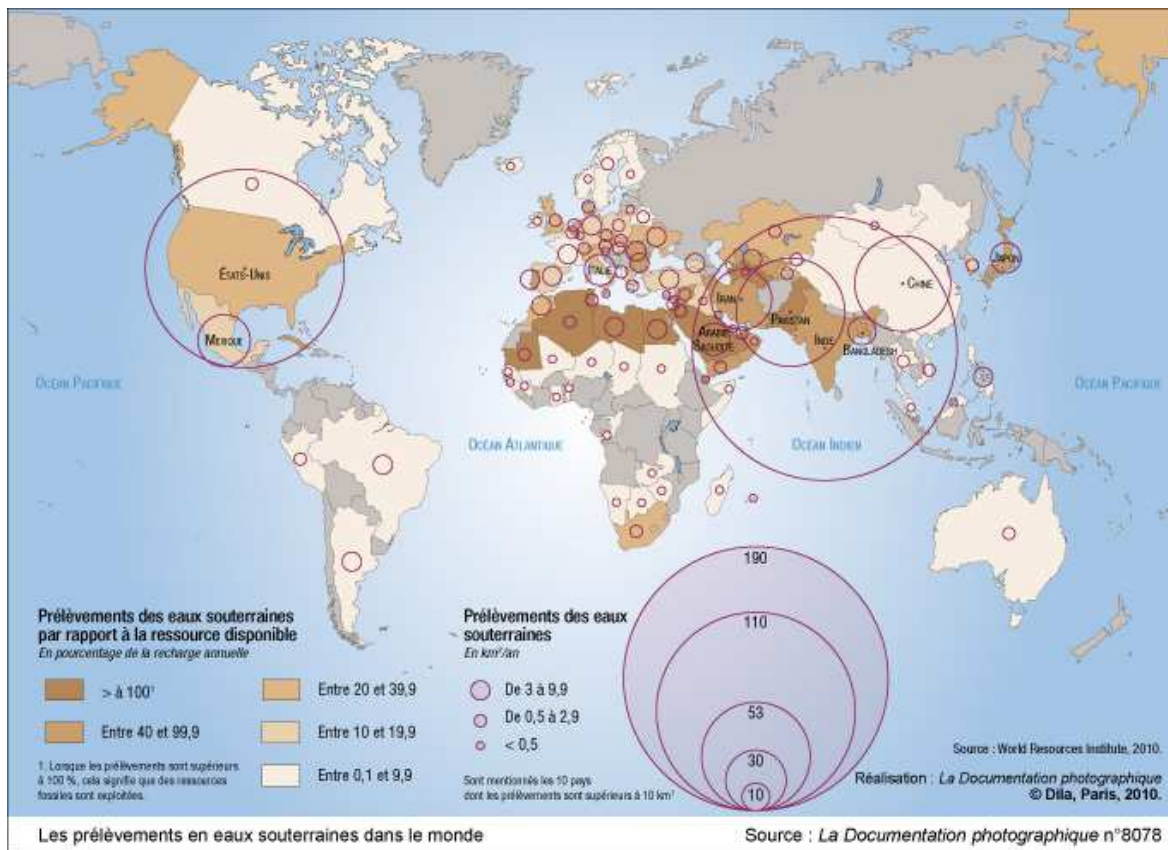 ÉTATS-UNIS
MEXIQUE
ITALIE
IRAN
PAKISTAN
ARABIE
SAOUDITE
INDE
BANGLADESH
CHINE
JAPON
OCÉAN PACIFIQUE
OCÉAN ATLANTIQUE
OCÉAN INDIEN
OCÉAN PACIFIQUE
Prélèvements des eaux souterraines
par rapport à la ressource disponible
En pourcentage de la recharge annuelle
> à 100¹
Entre 40 et 99,9
Entre 20 et 39,9
Entre 10 et 19,9
Entre 0,1 et 9,9
1. Lorsque les prélèvements sont supérieurs
à 100 %, cela signifie que des ressources
fossiles sont exploitées.
Prélèvements des eaux
souterraines
En km³/an
De 3 à 9,9
De 0,5 à 2,9
< 0,5
Sont mentionnés les 10 pays
dont les prélèvements sont supérieurs à 10 km³
190
110
53
30
10
Source : World Resources Institute, 2010.
Réalisation : La Documentation photographique
© Dila, Paris, 2010.
Les prélèvements en eaux souterraines dans le monde
Source : La Documentation photographique n°8078